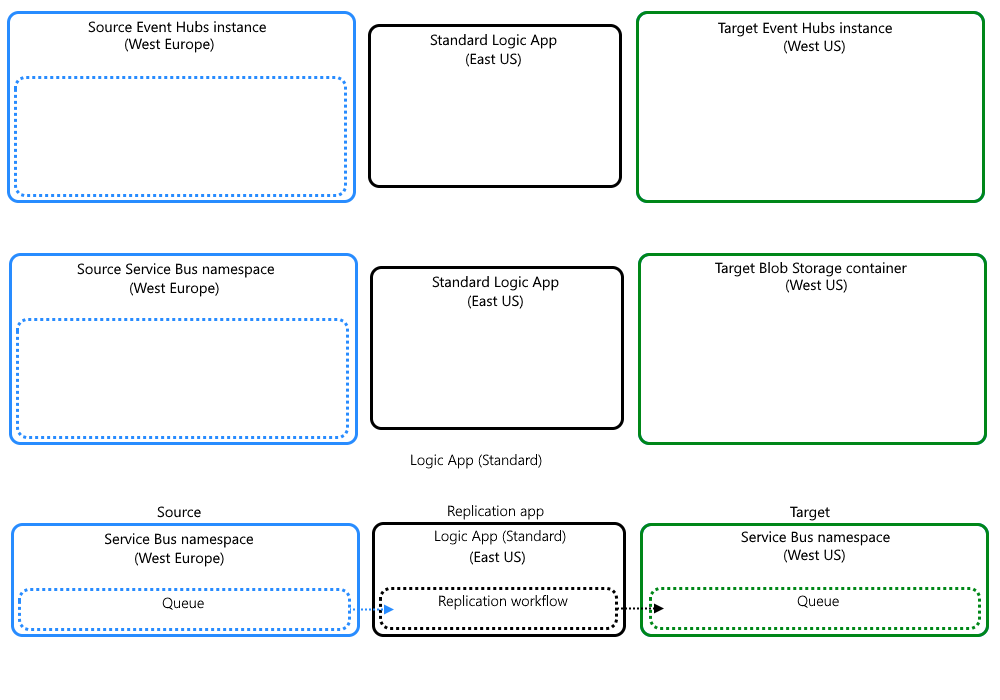 Source Event Hubs instance
(West Europe)
Standard Logic App
(East US)
Target Event Hubs instance
(West US)
Source Service Bus namespace
(West Europe)
Standard Logic App
(East US)
Target Blob Storage container
(West US)
Logic App (Standard)
Source
Replication app
Target
Service Bus namespace
(West Europe)
Queue
Logic App (Standard)
(East US)
Replication workflow
Service Bus namespace
(West US)
Queue